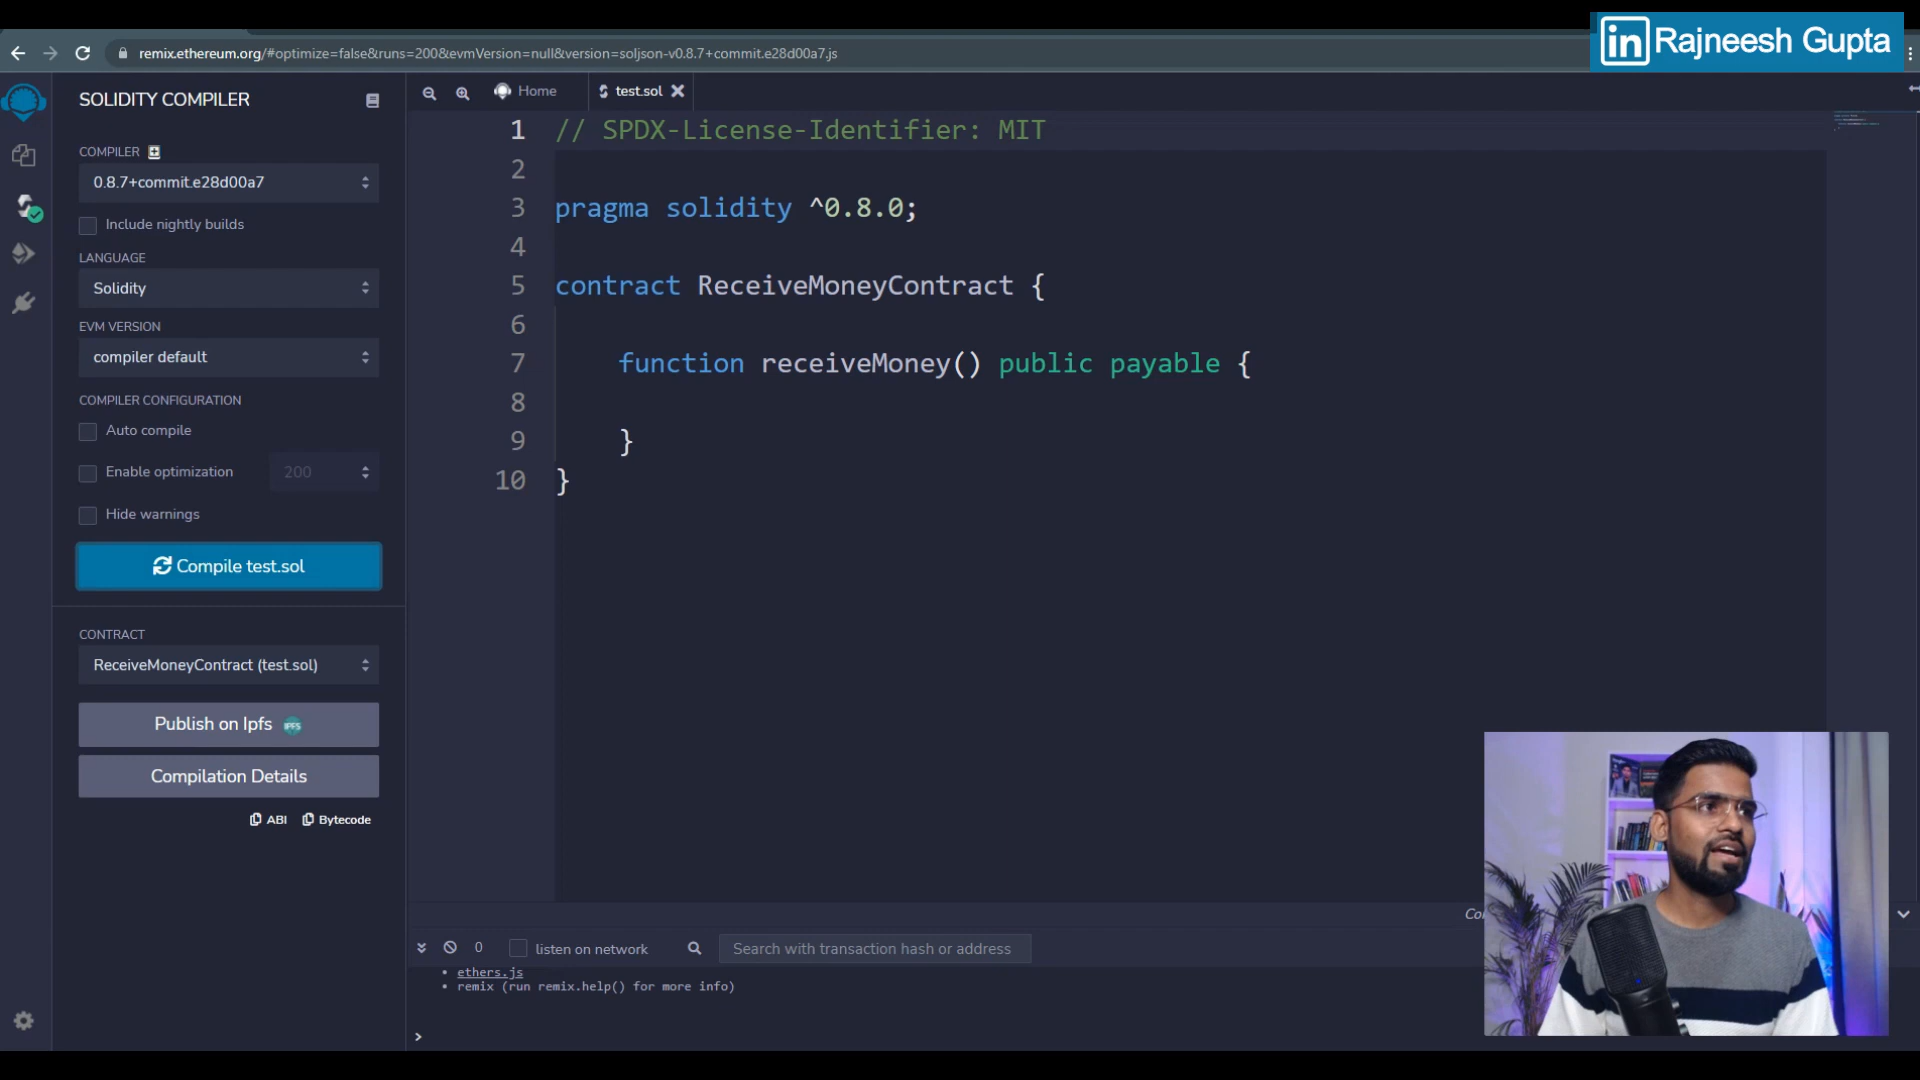 in Rajneesh Gupta
remix.ethereum.org/#optimize=false&runs=200&evmVersion=null&version=soljson-v0.8.7+commit.e28d00a7.js
SOLIDITY COMPILER
COMPILER
0.8.7+commit.e28d00a7
Include nightly builds
LANGUAGE
Solidity
EVM VERSION
compiler default
COMPILER CONFIGURATION
Auto compile
Enable optimization 200
Hide warnings
Compile test.sol
CONTRACT
ReceiveMoneyContract (test.sol)
Publish on Ipfs IPFS
Compilation Details
ABI Bytecode
Home test.sol
1 // SPDX-License-Identifier: MIT
2
3 pragma solidity ^0.8.0;
4
5 contract ReceiveMoneyContract {
6
7 function receiveMoney() public payable {
8
9 }
10 }
0 listen on network Search with transaction hash or address
• ethers.js
• remix (run remix.help() for more info)
>